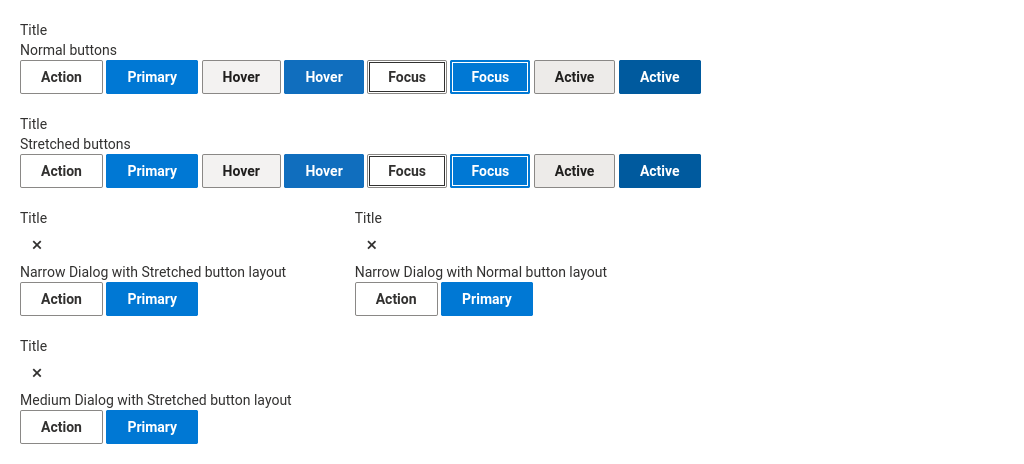 Title
Normal buttons
Action Primary Hover Hover Focus Focus Active Active
Title
Stretched buttons
Action Primary Hover Hover Focus Focus Active Active
Title
×
Narrow Dialog with Stretched button layout
Action Primary
Title
×
Narrow Dialog with Normal button layout
Action Primary
Title
×
Medium Dialog with Stretched button layout
Action Primary